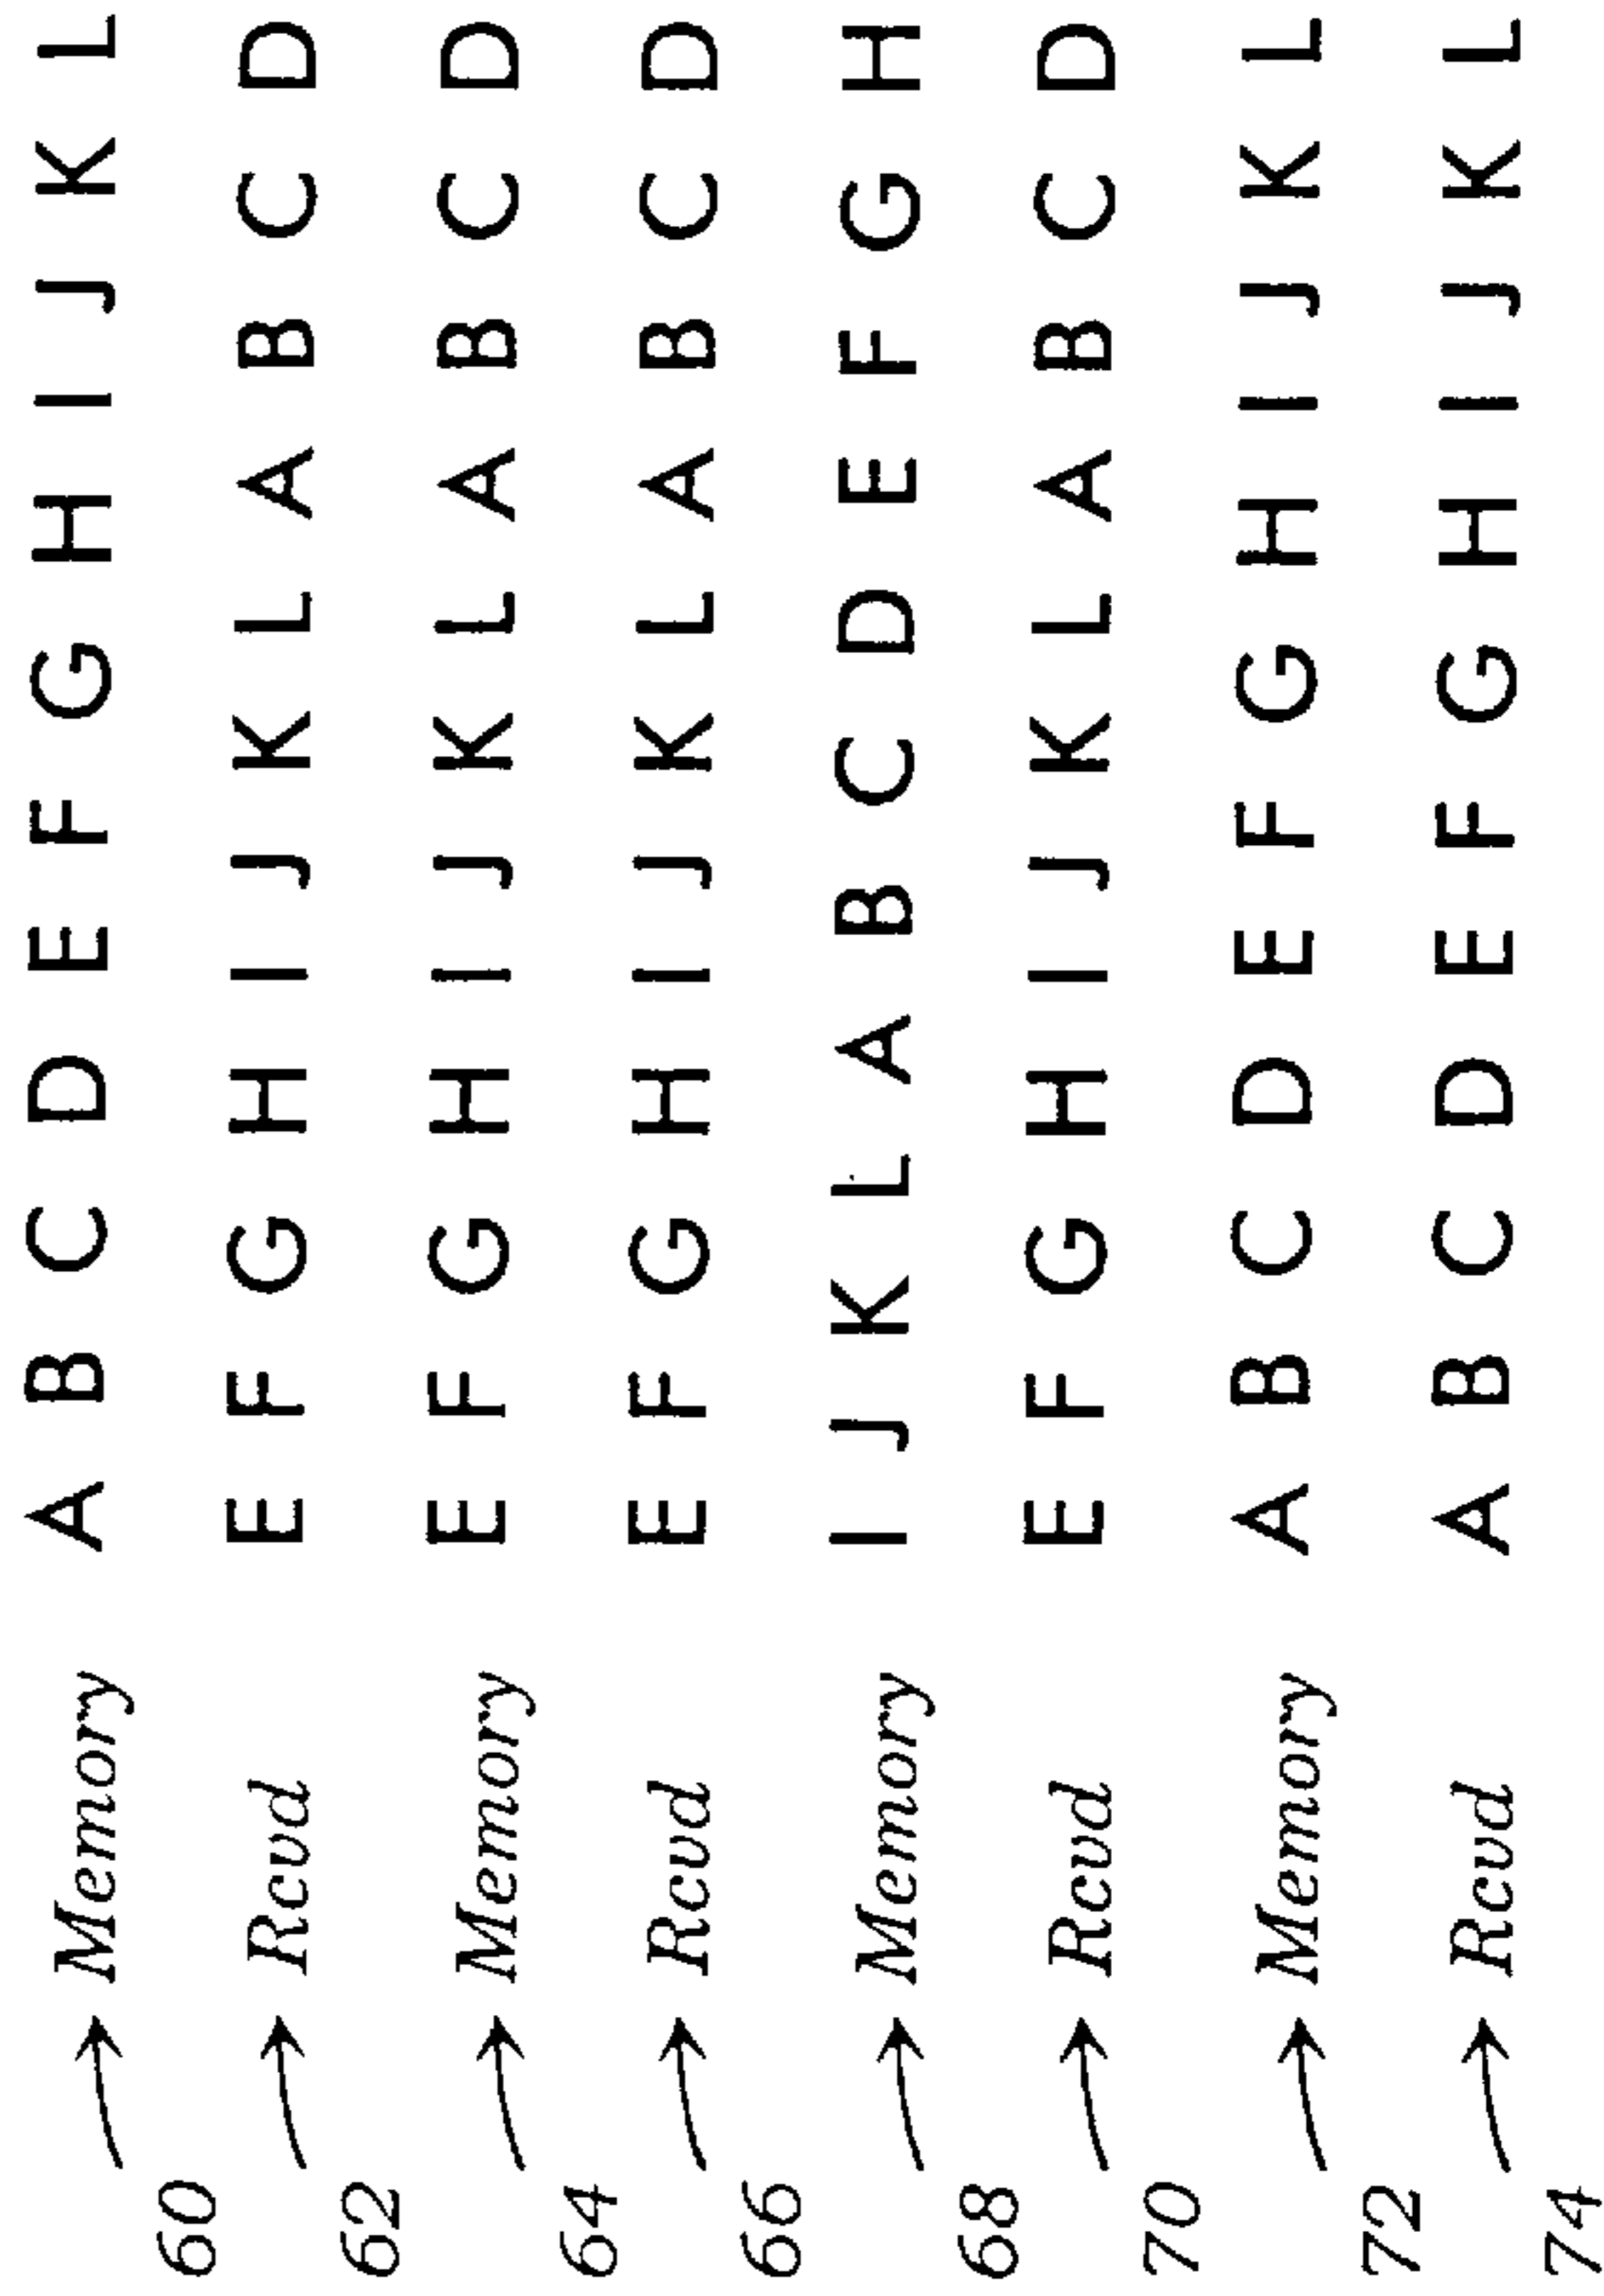 60 Memory A B C D E F G H I J K L
62 Rcvd E F G H I J K L A B C D
64 Memory E F G H I J K L A B C D
66 Rcvd E F G H I J K L A B C D
68 Memory I J K L A B C D E F G H
70 Rcvd E F G H I J K L A B C D
72 Memory A B C D E F G H I J K L
74 Rcvd A B C D E F G H I J K L